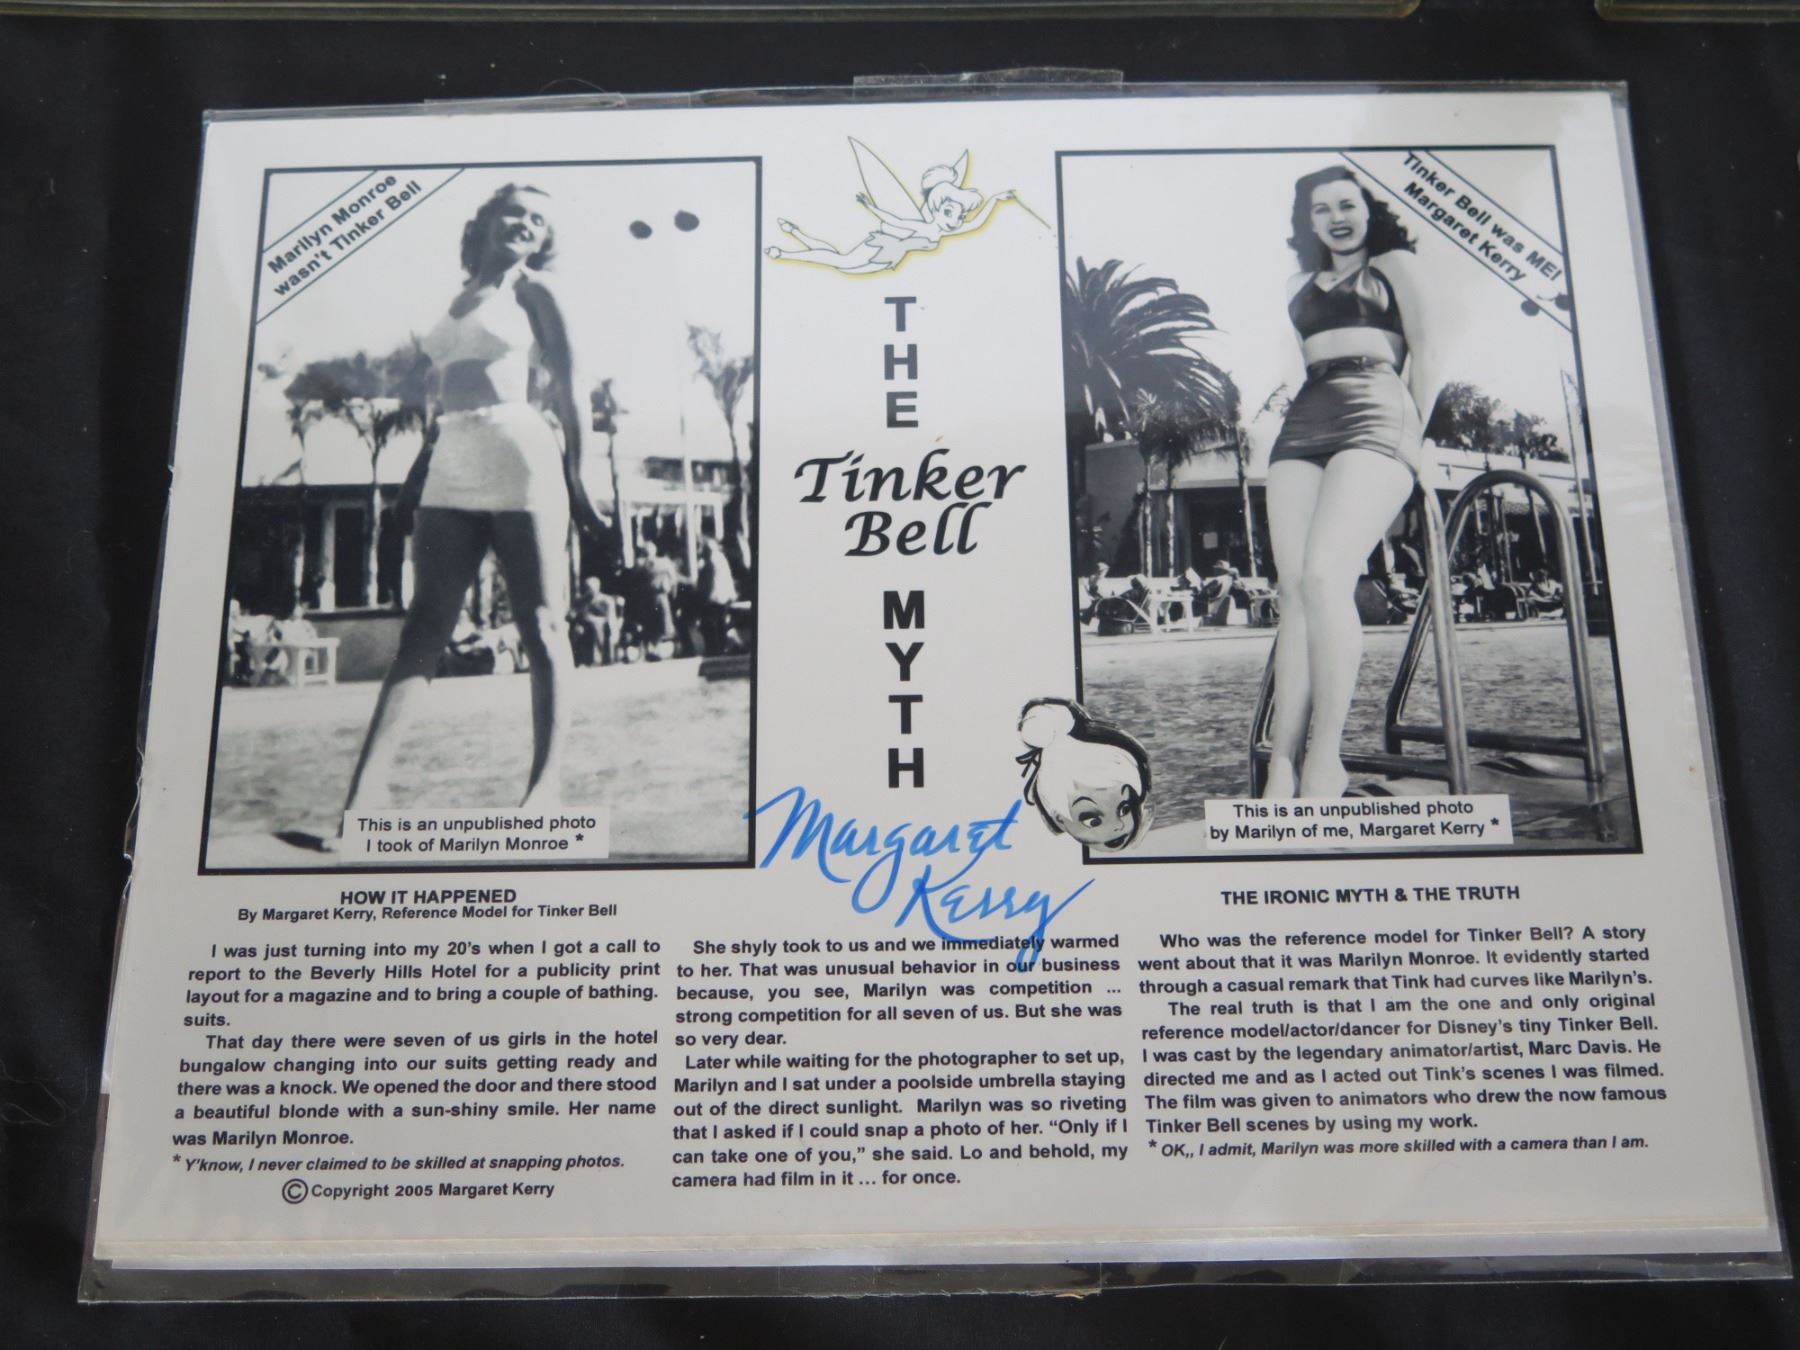 Marilyn Monroe
wasn't Tinker Bell
Tinker Bell was ME!
Margaret Kerry
THE
Tinker
Bell
MYTH
This is an unpublished photo
I took of Marilyn Monroe *
This is an unpublished photo
by Marilyn of me, Margaret Kerry *
Margaret
Kerry
HOW IT HAPPENED
By Margaret Kerry, Reference Model for Tinker Bell
I was just turning into my 20's when I got a call to
report to the Beverly Hills Hotel for a publicity print
layout for a magazine and to bring a couple of bathing.
suits.
That day there were seven of us girls in the hotel
bungalow changing into our suits getting ready and
there was a knock. We opened the door and there stood
a beautiful blonde with a sun-shiny smile. Her name
was Marilyn Monroe.
* Y'know, I never claimed to be skilled at snapping photos.
© Copyright 2005 Margaret Kerry
She shyly took to us and we immediately warmed
to her. That was unusual behavior in our business
because, you see, Marilyn was competition ...
strong competition for all seven of us. But she was
so very dear.
Later while waiting for the photographer to set up,
Marilyn and I sat under a poolside umbrella staying
out of the direct sunlight. Marilyn was so riveting
that I asked if I could snap a photo of her. “Only if I
can take one of you,” she said. Lo and behold, my
camera had film in it ... for once.
THE IRONIC MYTH & THE TRUTH
Who was the reference model for Tinker Bell? A story
went about that it was Marilyn Monroe. It evidently started
through a casual remark that Tink had curves like Marilyn's.
The real truth is that I am the one and only original
reference model/actor/dancer for Disney's tiny Tinker Bell.
I was cast by the legendary animator/artist, Marc Davis. He
directed me and as I acted out Tink's scenes I was filmed.
The film was given to animators who drew the now famous
Tinker Bell scenes by using my work.
* OK,, I admit, Marilyn was more skilled with a camera than I am.